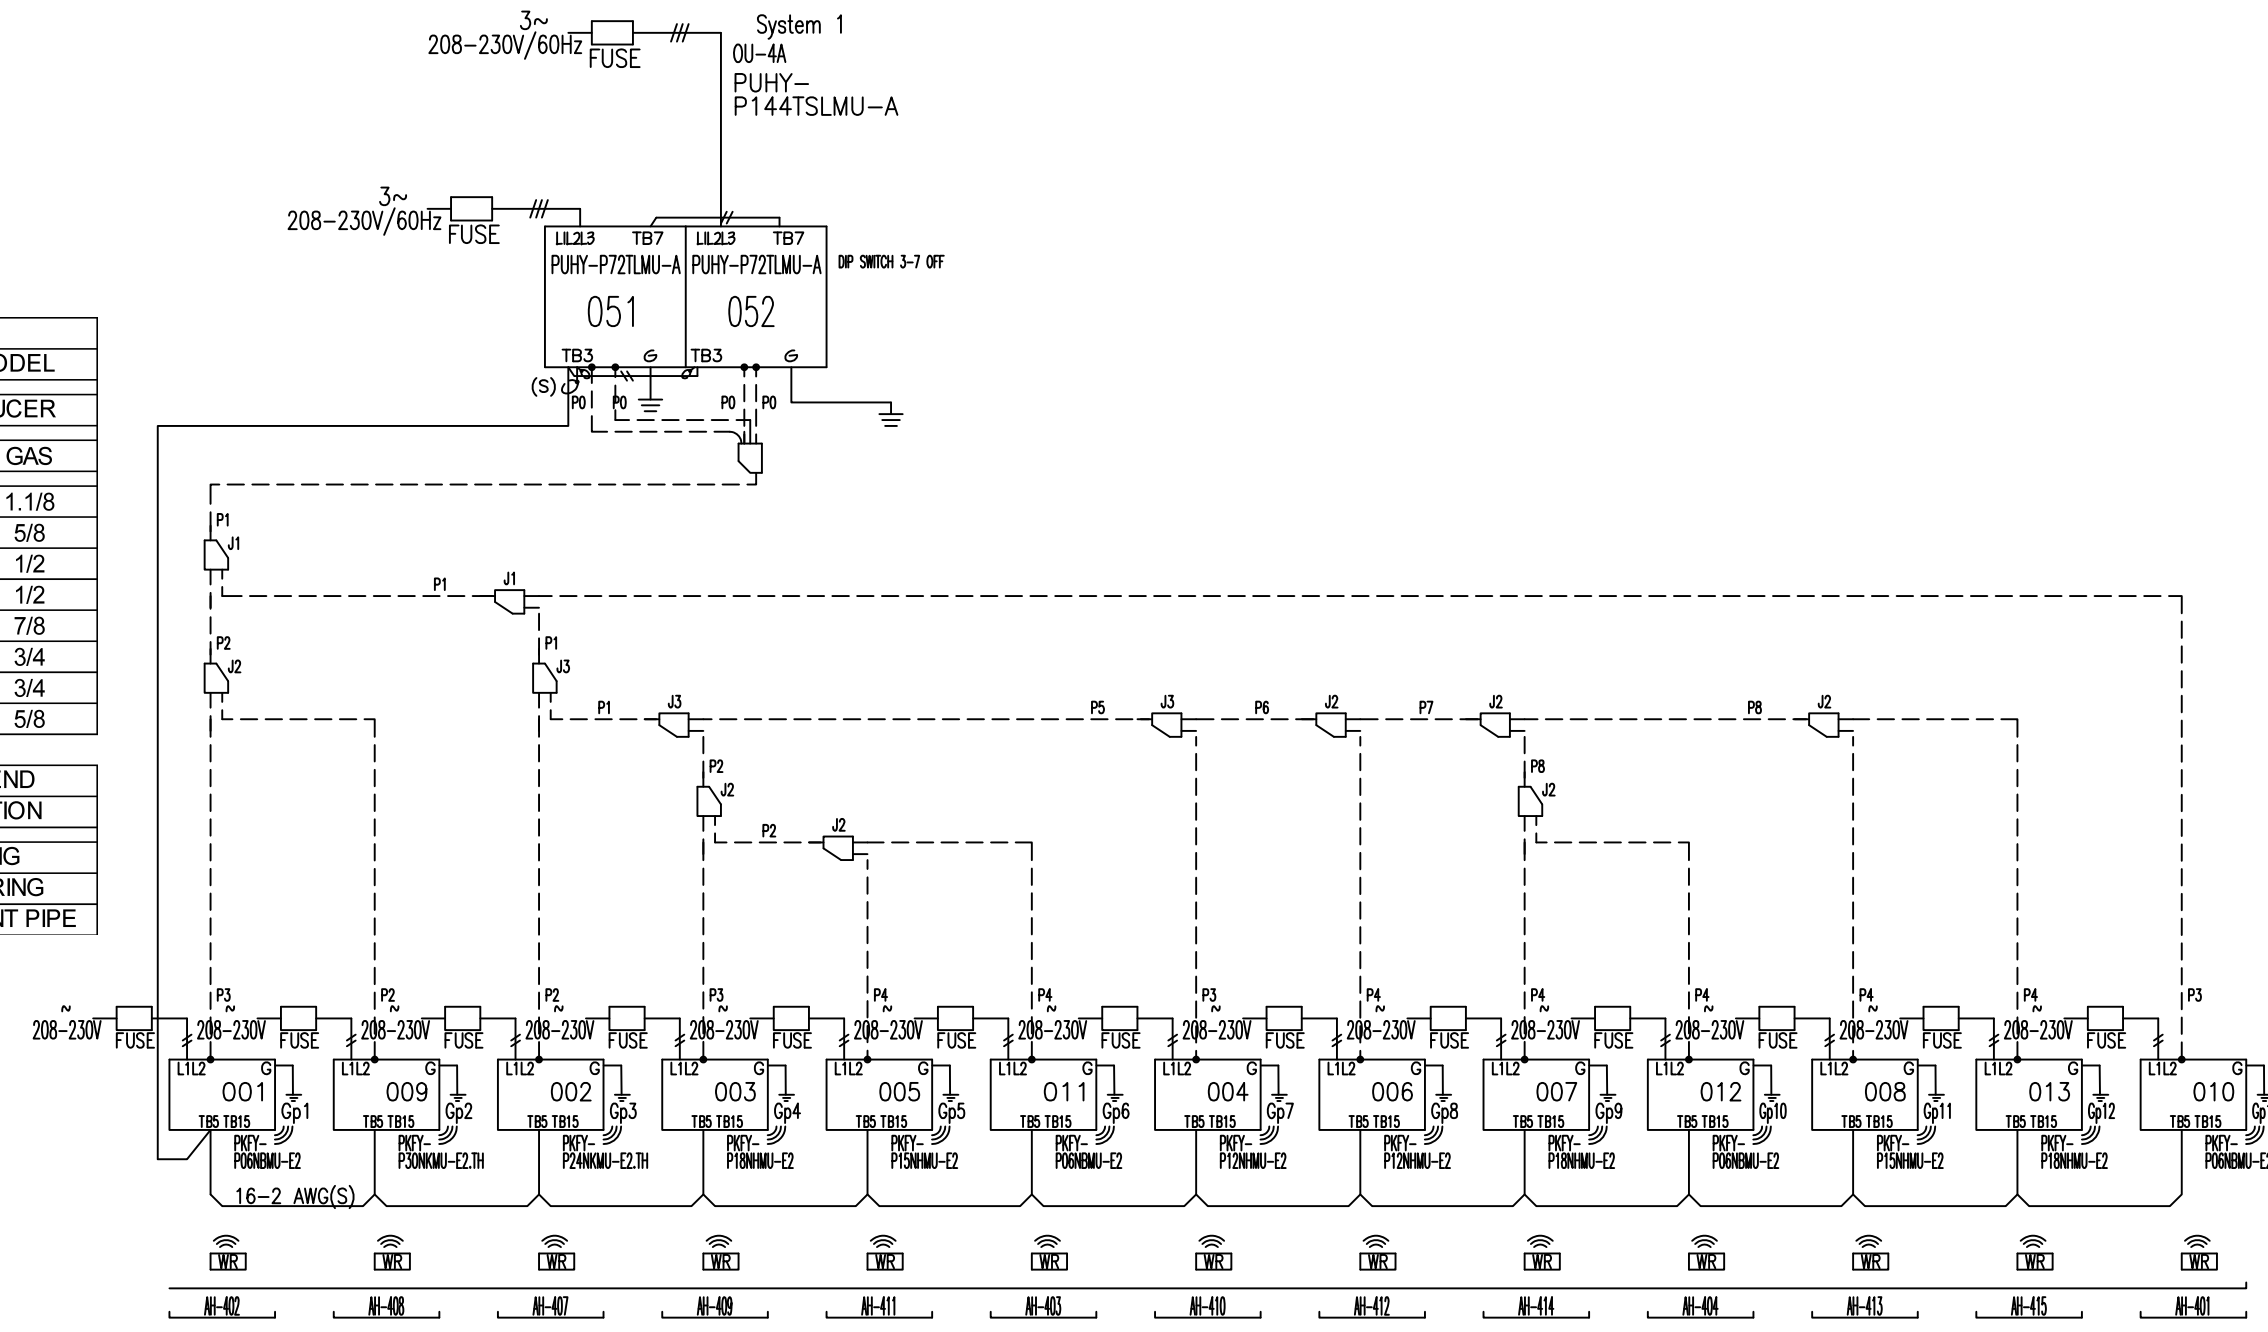 3~
208-230V/60Hz
FUSE
System 1
OU-4A
PUHY-
P144TSLMU-A
3~
208-230V/60Hz
FUSE
L1L2L3 TB7 L1L2L3 TB7
PUHY-P72TLMU-A PUHY-P72TLMU-A DIP SWITCH 3-7 OFF
051 052
TB3 G TB3 G
(S)
P0 P0 P0 P0
GAS
1.1/8
5/8
1/2
1/2
7/8
3/4
3/4
5/8
NT PIPE
P1
J1
P1 J1
P2 P1
J2 J3
P1 J3 P5 J3 P6 J2 P7 J2 P8 J2
P2 P8
J2 J2
P2 J2
P3 P2 P2 P3 P4 P4 P3 P4 P4 P4 P4 P4 P3
~ ~ ~ ~ ~ ~ ~ ~ ~
208-230V 208-230V 208-230V 208-230V 208-230V 208-230V 208-230V 208-230V 208-230V 208-230V 208-230V 208-230V 208-230V
FUSE FUSE FUSE FUSE FUSE FUSE FUSE FUSE FUSE FUSE FUSE FUSE FUSE
L1L2 G L1L2 G L1L2 G L1L2 G L1L2 G L1L2 G L1L2 G L1L2 G L1L2 G L1L2 G L1L2 G L1L2 G L1L2 G
001 009 002 003 005 011 004 006 007 012 008 013 010
Gp1 Gp2 Gp3 Gp4 Gp5 Gp6 Gp7 Gp8 Gp9 Gp10 Gp11 Gp12
TB5 TB15 TB5 TB15 TB5 TB15 TB5 TB15 TB5 TB15 TB5 TB15 TB5 TB15 TB5 TB15 TB5 TB15 TB5 TB15 TB5 TB15 TB5 TB15 TB5 TB15
PKFY- PKFY- PKFY- PKFY- PKFY- PKFY- PKFY- PKFY- PKFY- PKFY- PKFY- PKFY- PKFY-
P06NBMU-E2 P30NKMU-E2.TH P24NKMU-E2.TH P18NHMU-E2 P15NHMU-E2 P06NBMU-E2 P12NHMU-E2 P12NHMU-E2 P18NHMU-E2 P06NBMU-E2 P15NHMU-E2 P18NHMU-E2 P06NBMU-E2
16-2 AWG(S)
WR WR WR WR WR WR WR WR WR WR WR WR WR
AH-402 AH-408 AH-407 AH-409 AH-411 AH-403 AH-410 AH-412 AH-414 AH-404 AH-413 AH-415 AH-401